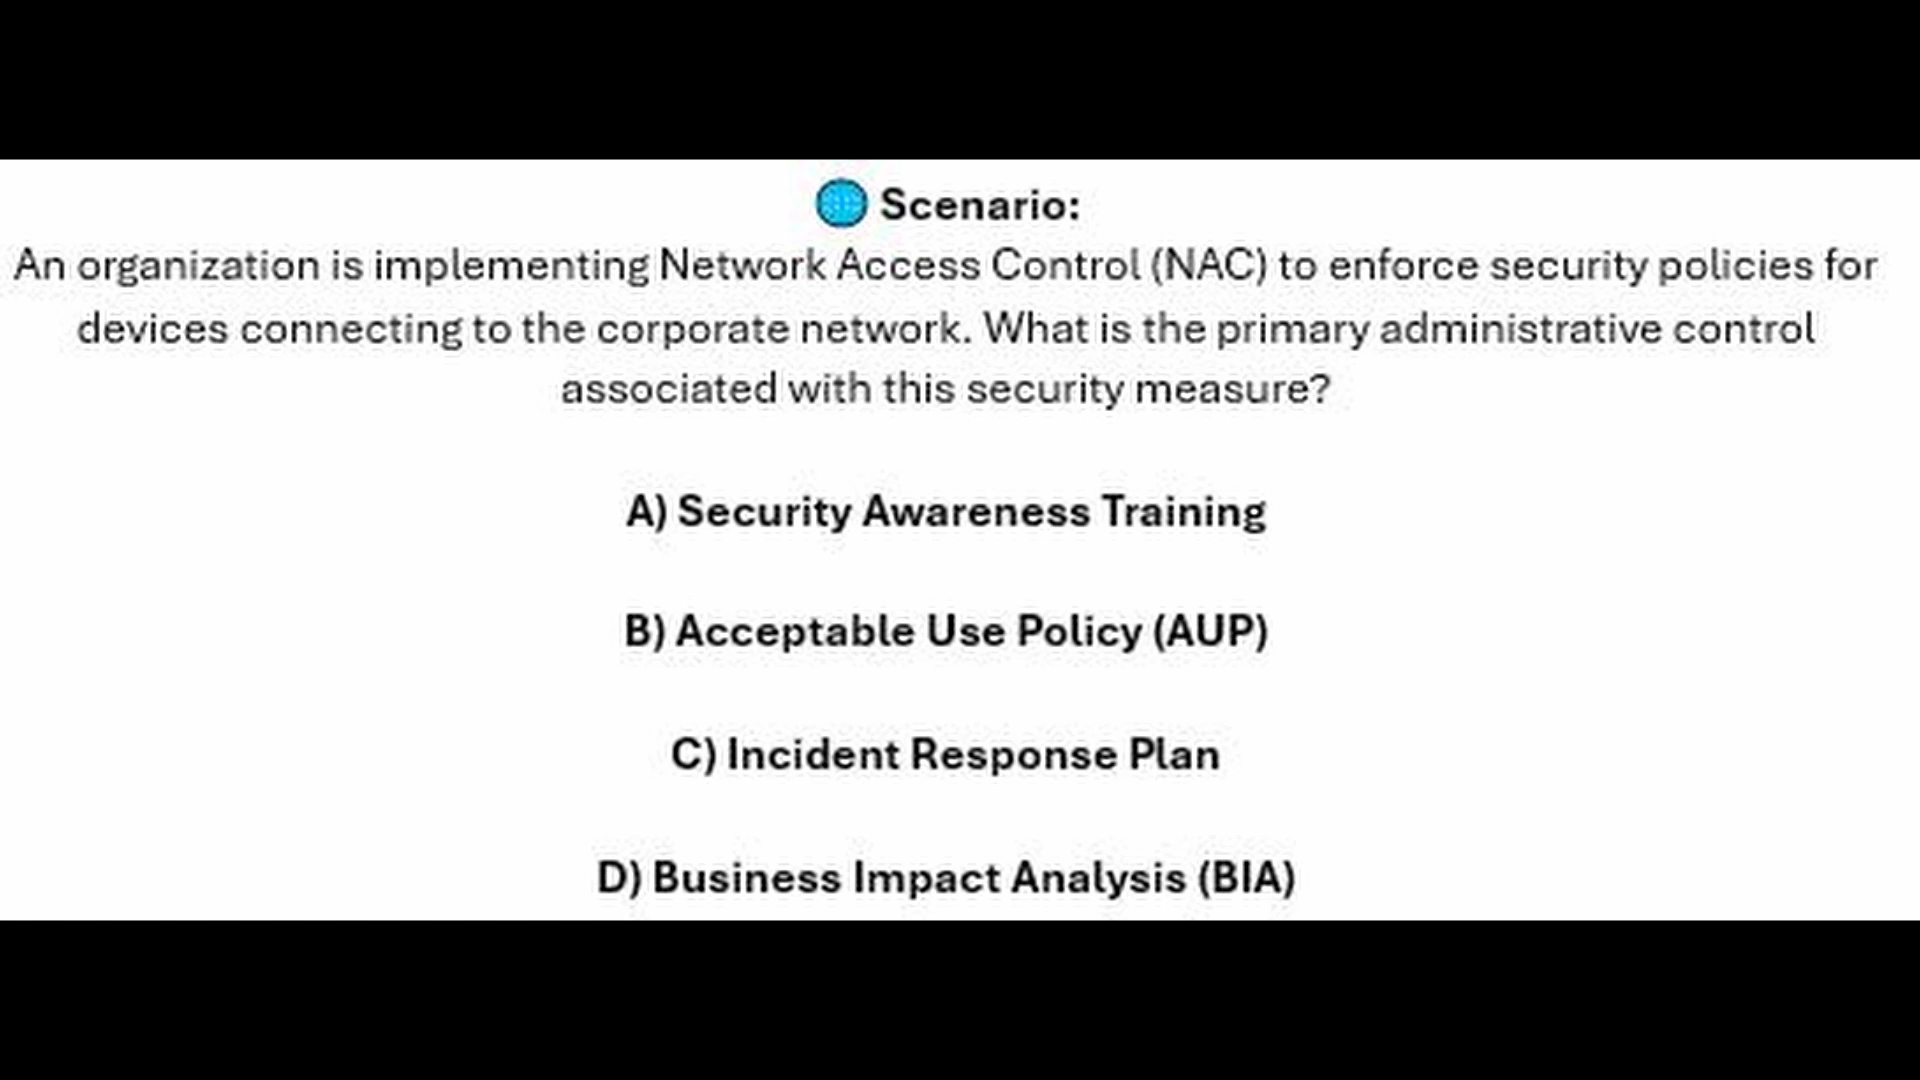 Scenario:
An organization is implementing Network Access Control (NAC) to enforce security policies for
devices connecting to the corporate network. What is the primary administrative control
associated with this security measure?
A) Security Awareness Training
B) Acceptable Use Policy (AUP)
C) Incident Response Plan
D) Business Impact Analysis (BIA)